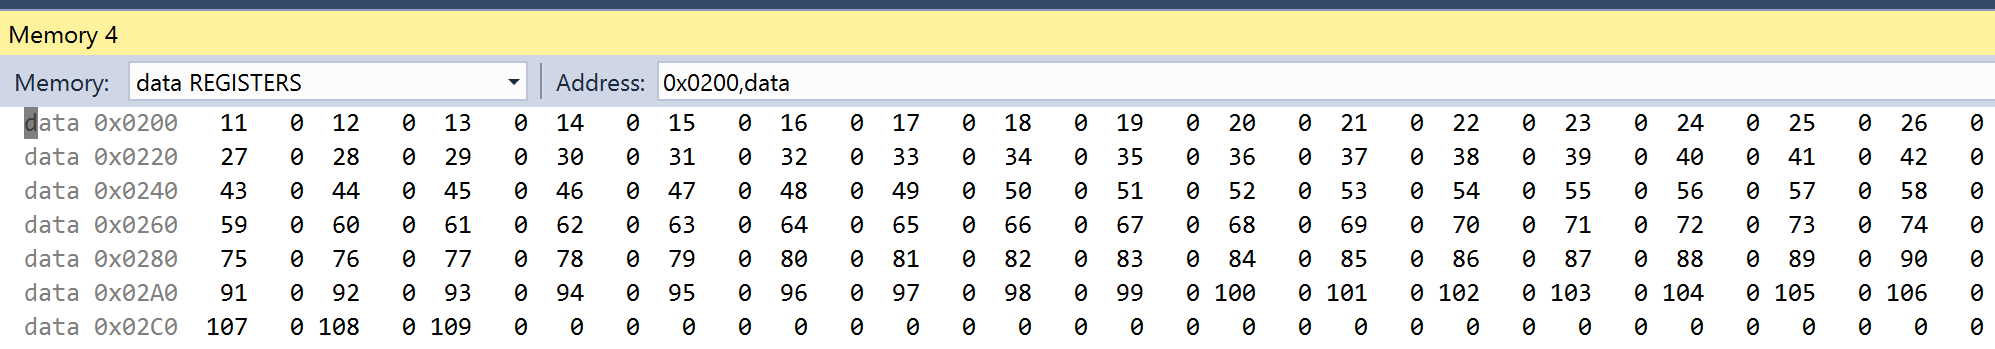 Memory 4
Memory: data REGISTERS Address: 0x0200,data
data 0x0200 11 0 12 0 13 0 14 0 15 0 16 0 17 0 18 0 19 0 20 0 21 0 22 0 23 0 24 0 25 0 26 0
data 0x0220 27 0 28 0 29 0 30 0 31 0 32 0 33 0 34 0 35 0 36 0 37 0 38 0 39 0 40 0 41 0 42 0
data 0x0240 43 0 44 0 45 0 46 0 47 0 48 0 49 0 50 0 51 0 52 0 53 0 54 0 55 0 56 0 57 0 58 0
data 0x0260 59 0 60 0 61 0 62 0 63 0 64 0 65 0 66 0 67 0 68 0 69 0 70 0 71 0 72 0 73 0 74 0
data 0x0280 75 0 76 0 77 0 78 0 79 0 80 0 81 0 82 0 83 0 84 0 85 0 86 0 87 0 88 0 89 0 90 0
data 0x02A0 91 0 92 0 93 0 94 0 95 0 96 0 97 0 98 0 99 0 100 0 101 0 102 0 103 0 104 0 105 0 106 0
data 0x02C0 107 0 108 0 109 0 0 0 0 0 0 0 0 0 0 0 0 0 0 0 0 0 0 0 0 0 0 0 0 0 0